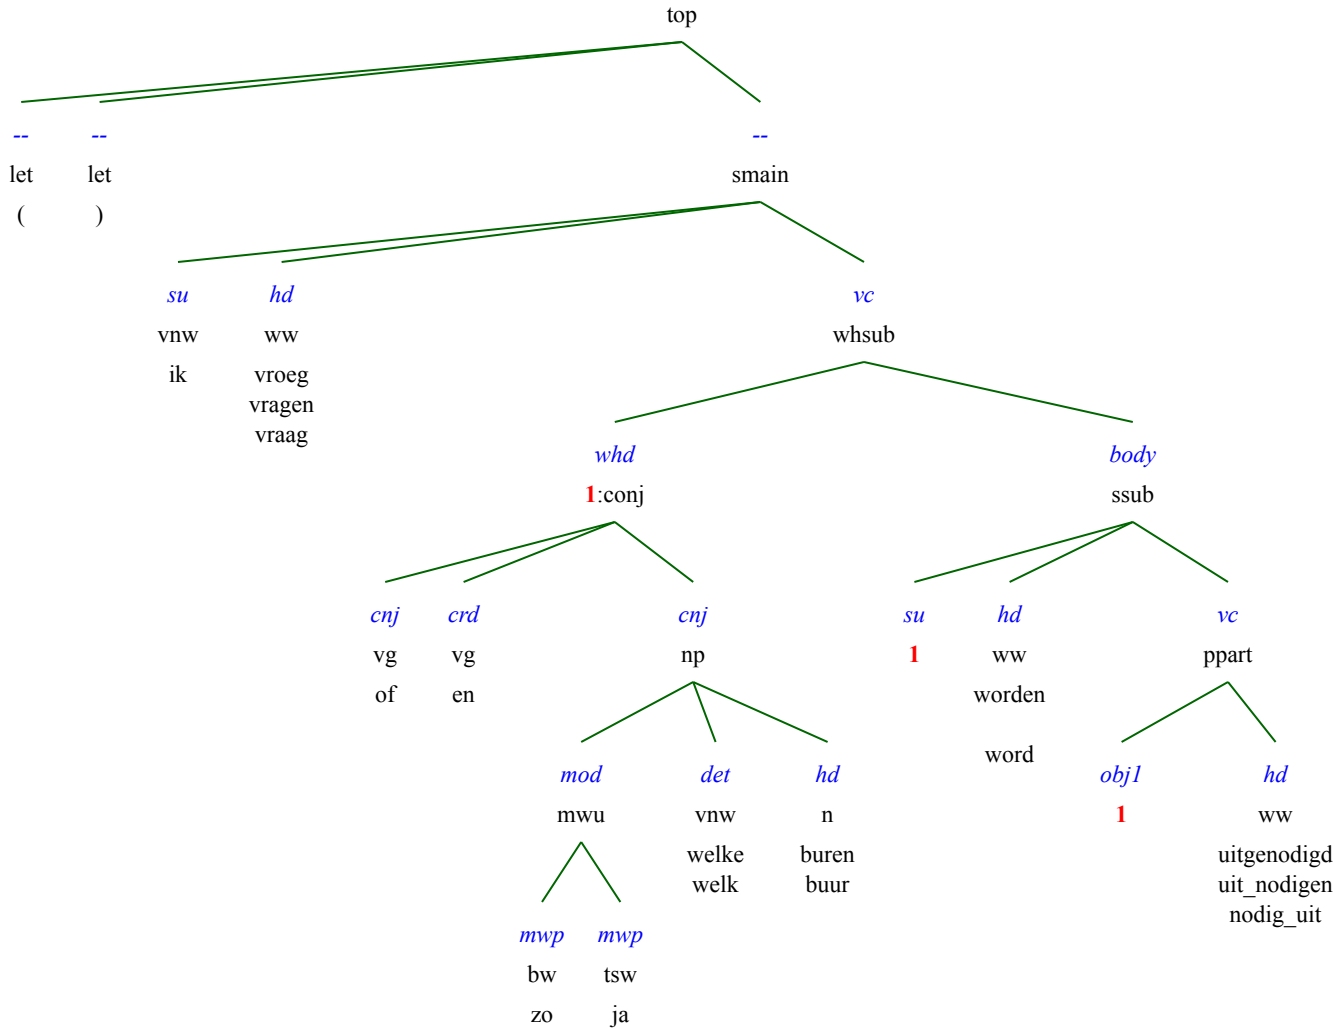 top
-- -- --
let let smain
( )
su hd vc
vnw ww whsub
ik vroeg
vragen
vraag
whd body
1:conj ssub
cnj crd cnj su hd vc
vg vg np 1 ww ppart
of en worden
word
mod det hd obj1 hd
mwu vnw n 1 ww
welke buren uitgenodigd
welk buur uit_nodigen
nodig_uit
mwp mwp
bw tsw
zo ja